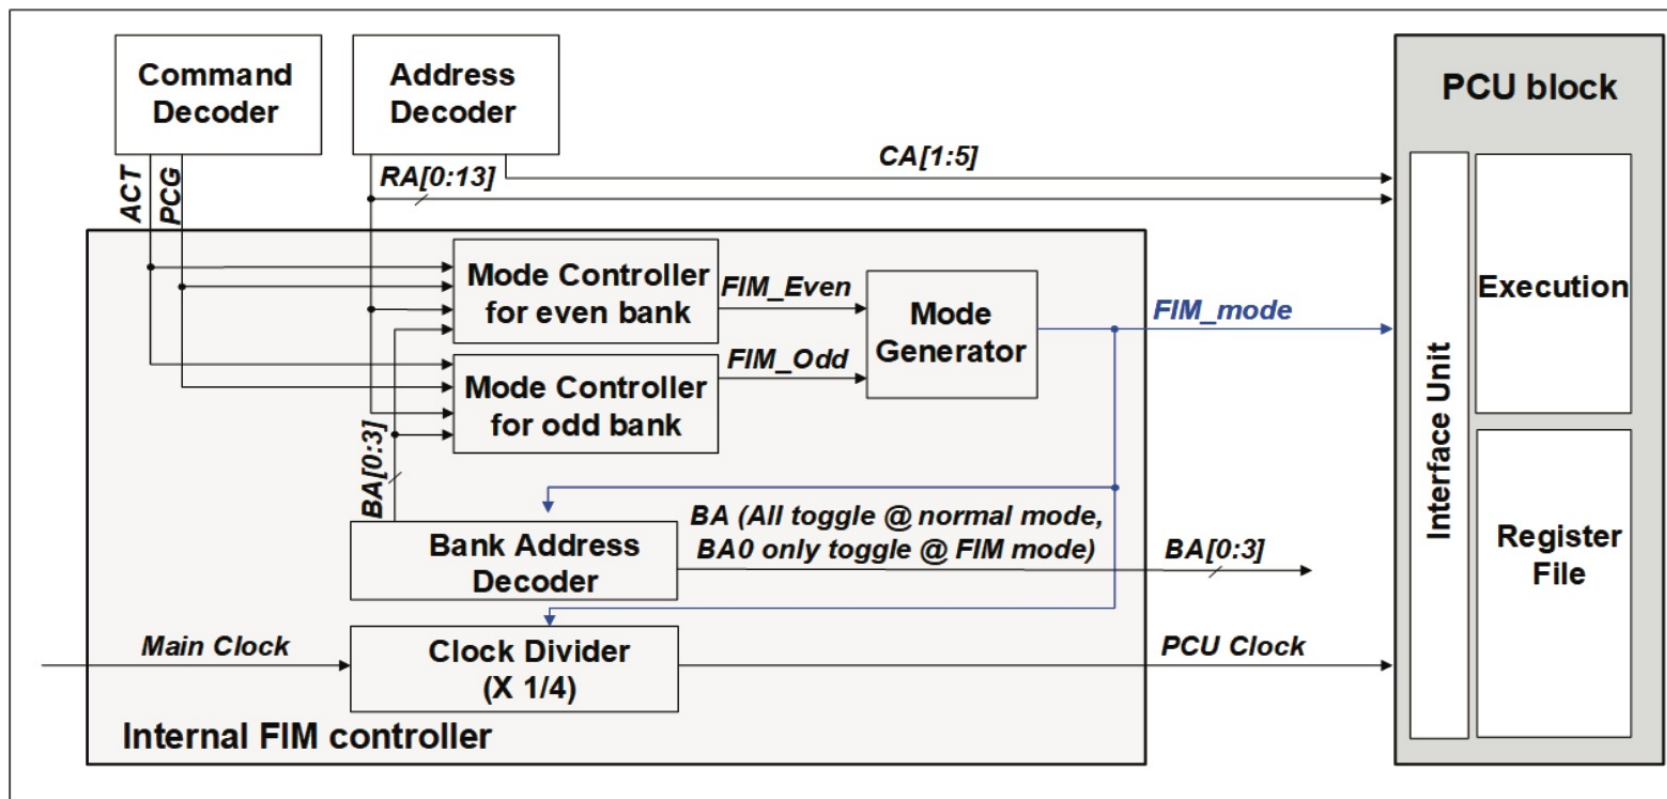 Command
Decoder
Address
Decoder
PCU block
ACT
PCG
RA[0:13]
CA[1:5]
Mode Controller
for even bank
FIM_Even
Mode
Generator
FIM_mode
Execution
Mode Controller
for odd bank
FIM_Odd
Interface Unit
BA[0:3]
Bank Address
Decoder
BA (All toggle @ normal mode,
BA0 only toggle @ FIM mode)
BA[0:3]
Register
File
Main Clock
Clock Divider
(X 1/4)
PCU Clock
Internal FIM controller